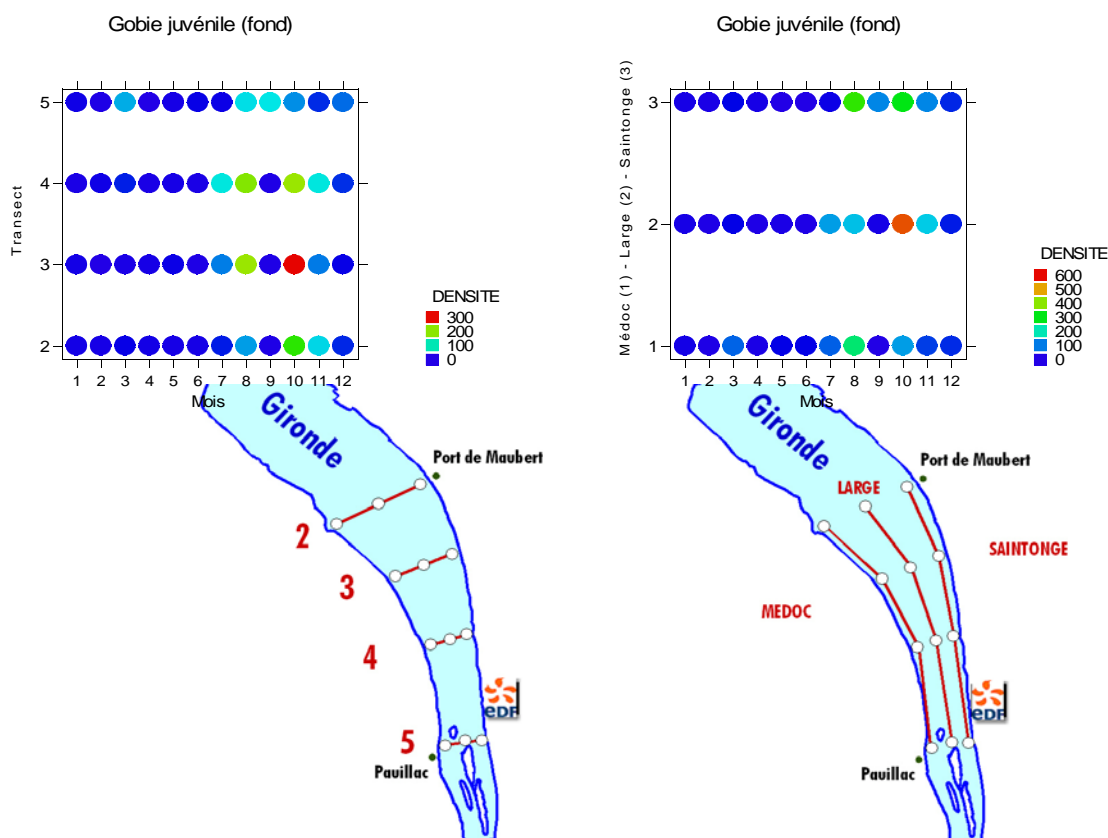 Gobie juvénile (fond)
5
4
3
2
Transect
1 2 3 4 5 6 7 8 9 10 11 12
Mois
DENSITE
300
200
100
0
Gironde
Port de Maubert
2
3
4
5
eDF
Pauillac
Gobie juvénile (fond)
Médoc (1) - Large (2) - Saintonge (3)
3
2
1
1 2 3 4 5 6 7 8 9 10 11 12
Mois
DENSITE
600
500
400
300
200
100
0
Gironde
Port de Maubert
LARGE
SAINTONGE
MEDOC
eDF
Pauillac